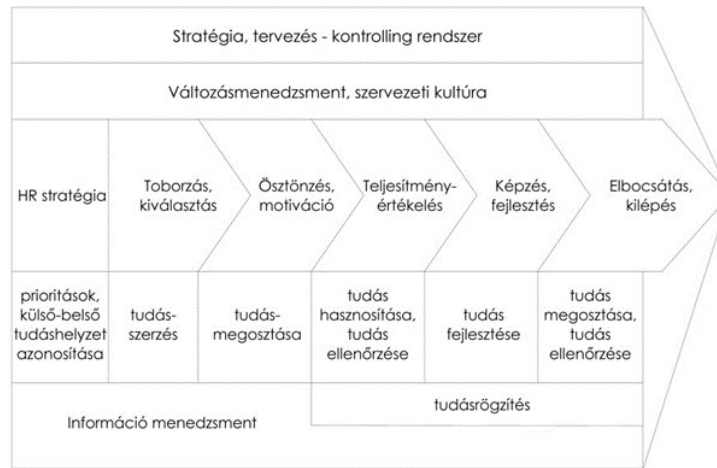 Stratégia, tervezés - kontrolling rendszer
Változásmenedzsment, szervezeti kultúra
HR stratégia
Toborzás,
kiválasztás
Ösztönzés,
motiváció
Teljesítmény-
értékelés
Képzés,
fejlesztés
Elbocsátás,
kilépés
prioritások,
külső-belső
tudáshelyzet
azonosítása
tudás-
szerzés
tudás-
megosztása
tudás
hasznosítása,
tudás
ellenőrzése
tudás
fejlesztése
tudás
megosztása,
tudás
ellenőrzése
Információ menedzsment
tudásrögzítés